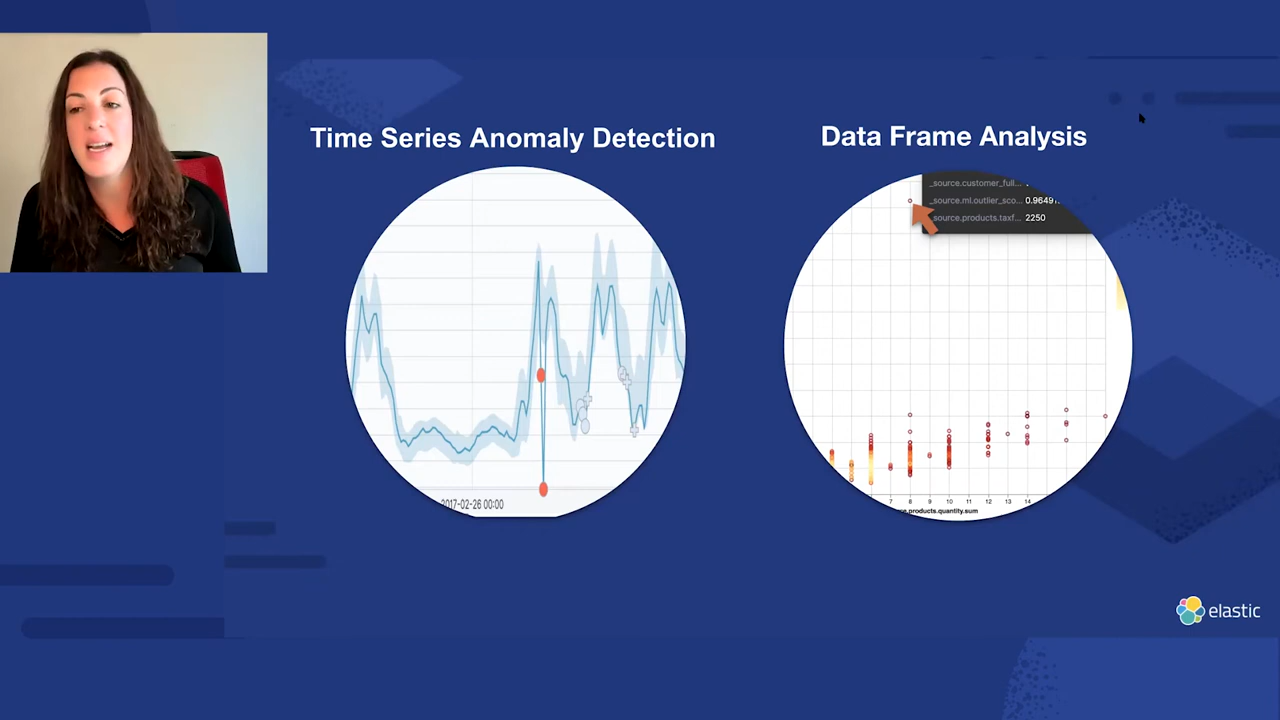 Time Series Anomaly Detection
Data Frame Analysis
_source.customer_full...
_source.ml.outlier_sco... 0.96491
_source.products.taxf... 2250
2017-02-26 00:00
7 8 9 10 11 12 13 14
products.quantity.sum
elastic